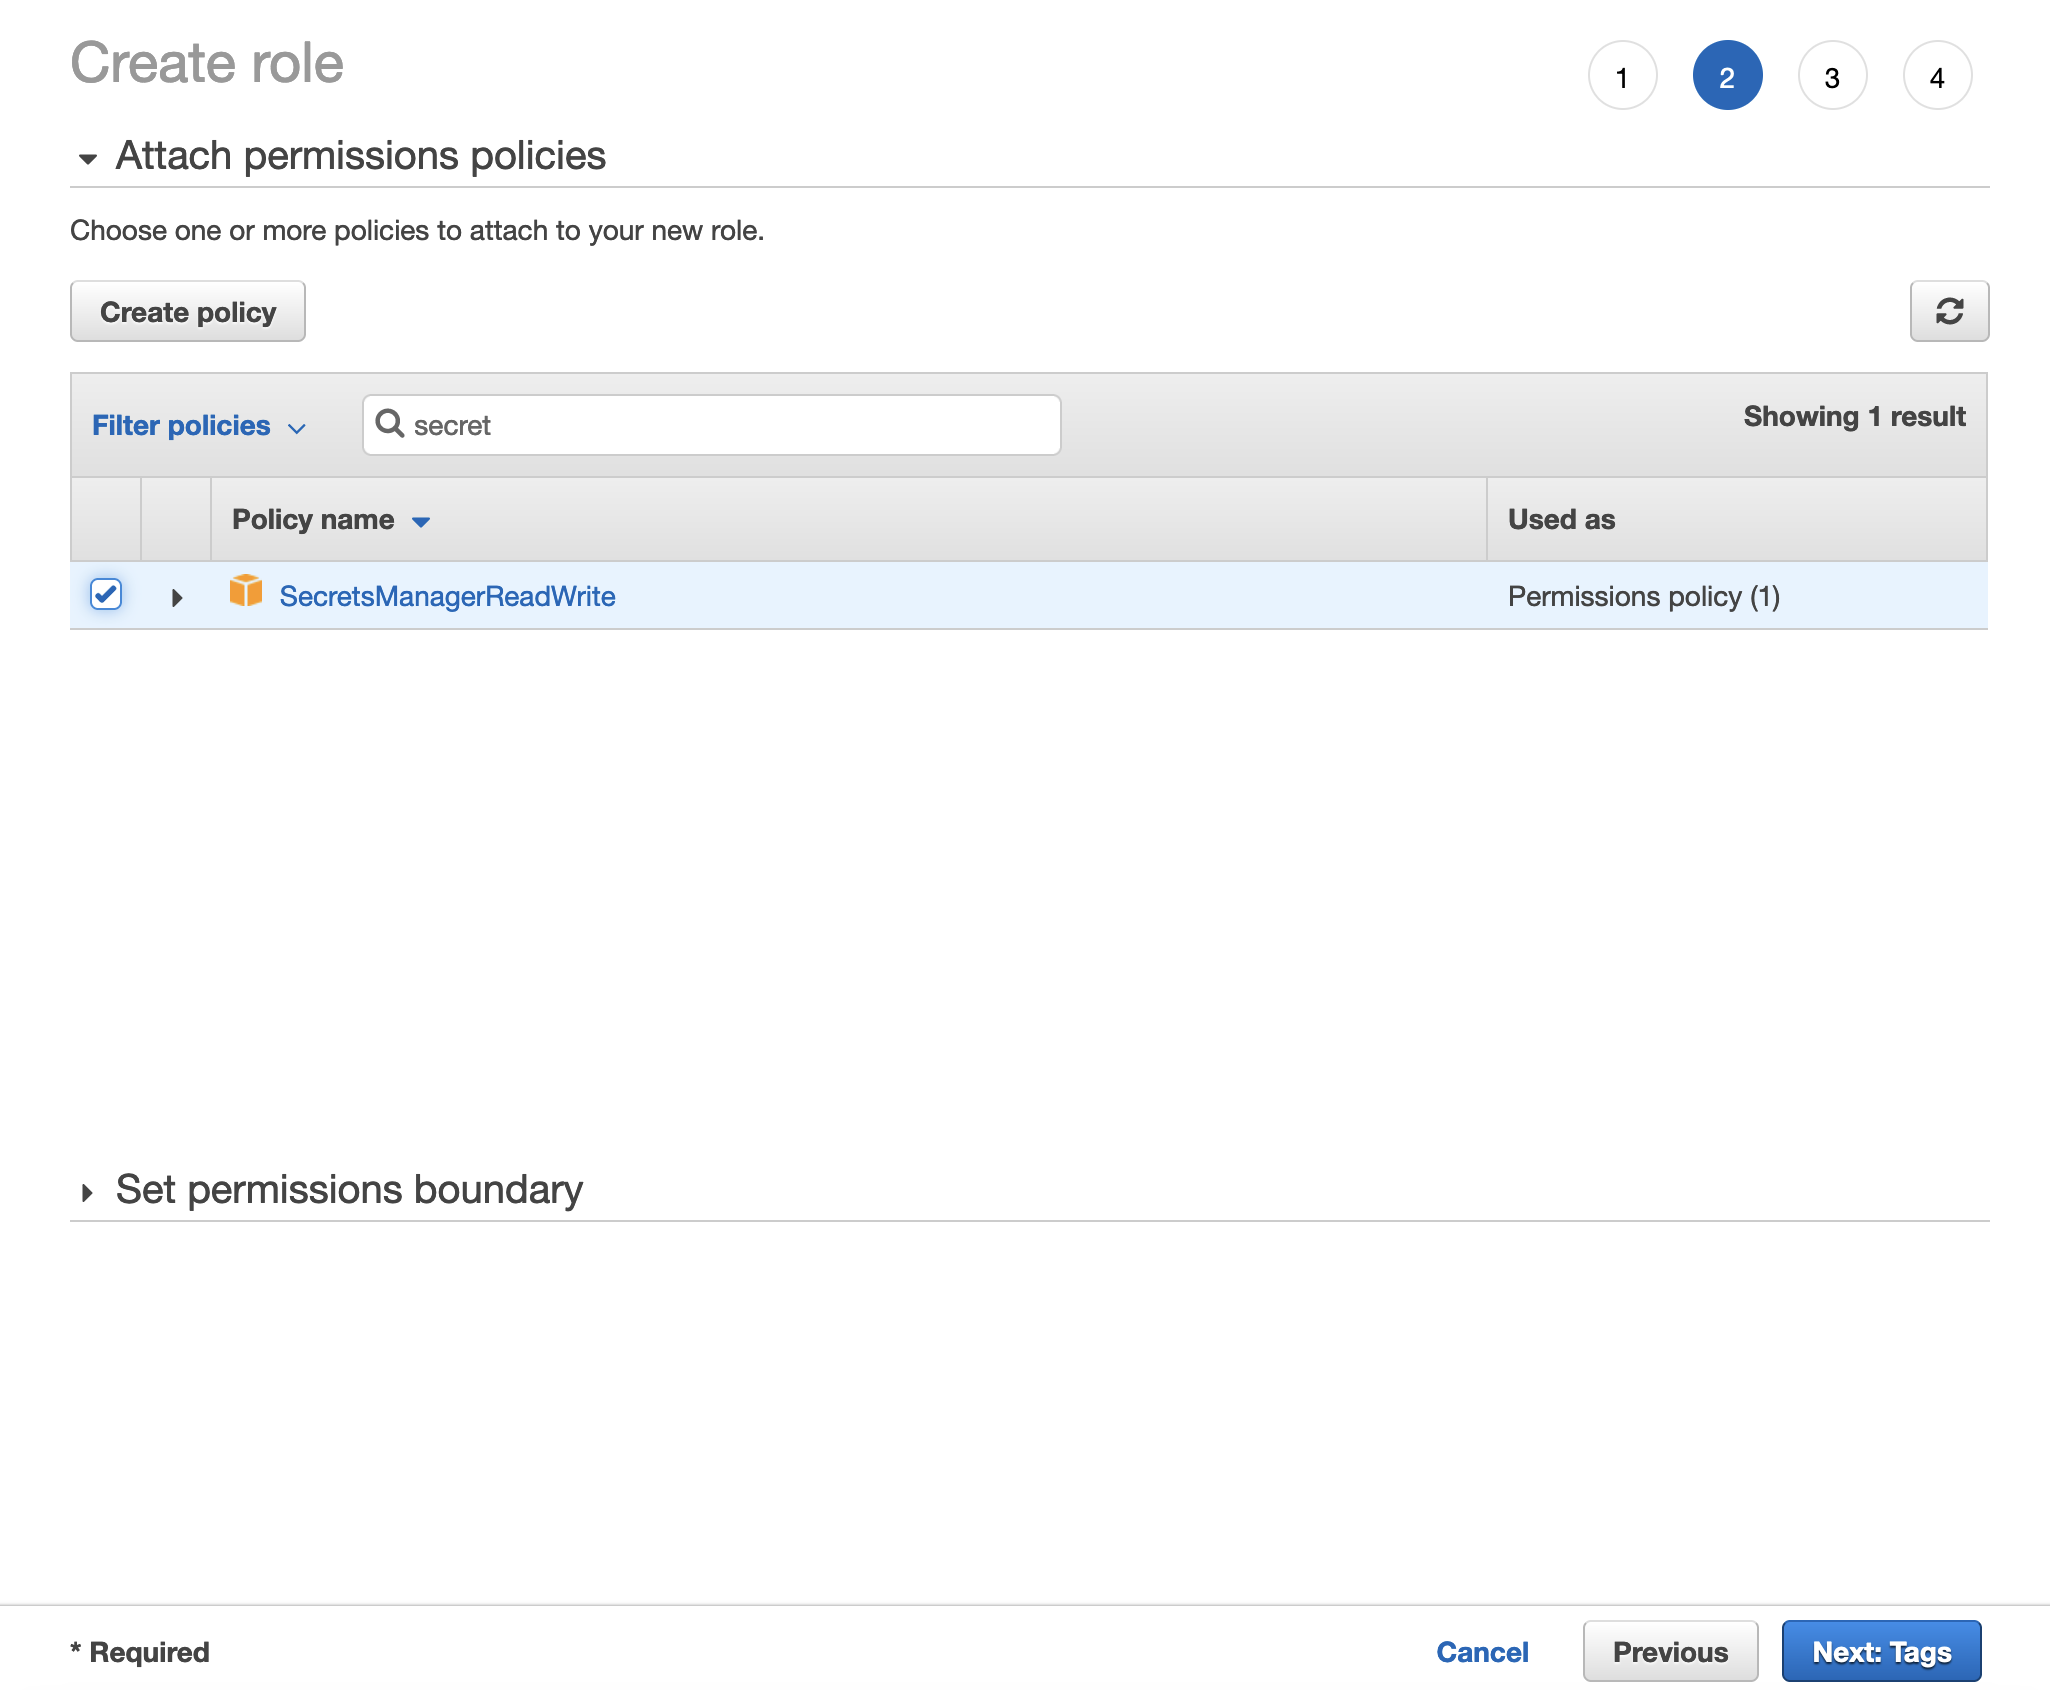 Create role
1 2 3 4
Attach permissions policies
Choose one or more policies to attach to your new role.
Create policy
Filter policies secret Showing 1 result
Policy name Used as
SecretsManagerReadWrite Permissions policy (1)
Set permissions boundary
* Required Cancel Previous Next: Tags